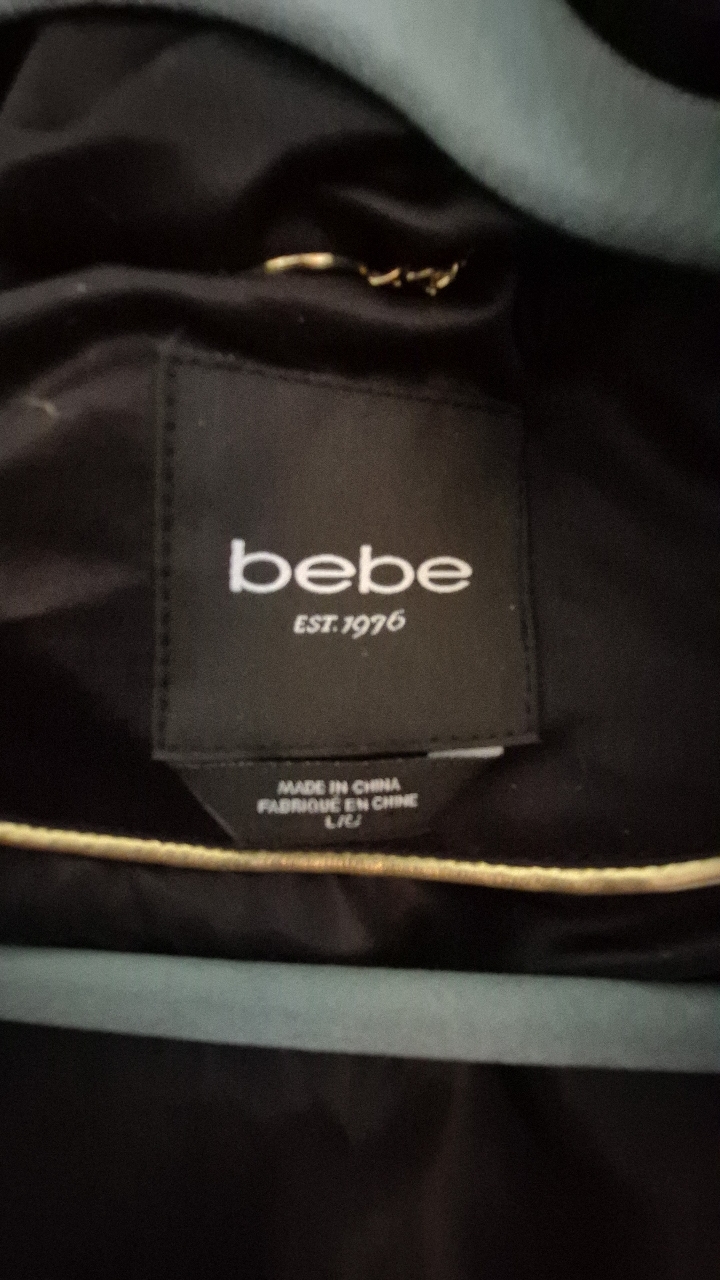 bebe
EST. 1976
MADE IN CHINA
FABRIQUÉ EN CHINE